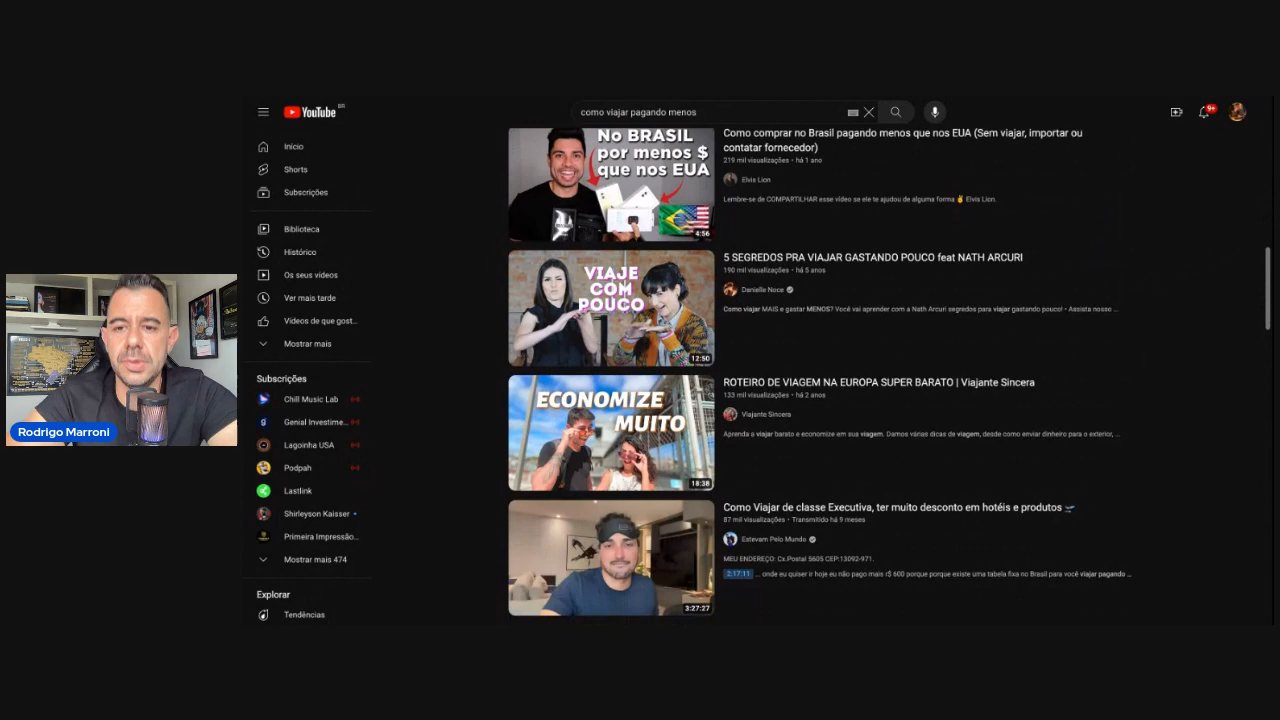 YouTube BR
como viajar pagando menos
9+
Início
Shorts
Subscrições
Biblioteca
Histórico
Os seus vídeos
Ver mais tarde
Vídeos de que gost...
Mostrar mais
Subscrições
Chill Music Lab
Genial Investime...
Lagoinha USA
Podpah
Lastlink
Shirleyson Kaisser
Primeira Impressão...
Mostrar mais 474
Explorar
Tendências
No BRASIL
por menos $
que nos EUA
4:56
Como comprar no Brasil pagando menos que nos EUA (Sem viajar, importar ou
contatar fornecedor)
219 mil visualizações • há 1 ano
Elvis Lion
Lembre-se de COMPARTILHAR esse vídeo se ele te ajudou de alguma forma ✌ Elvis Lion.
VIAJE
COM
POUCO
12:50
5 SEGREDOS PRA VIAJAR GASTANDO POUCO feat NATH ARCURI
190 mil visualizações • há 5 anos
Danielle Noce
Como viajar MAIS e gastar MENOS? Você vai aprender com a Nath Arcuri segredos para viajar gastando pouco! • Assista nosso ...
ECONOMIZE
MUITO
18:38
ROTEIRO DE VIAGEM NA EUROPA SUPER BARATO | Viajante Sincera
133 mil visualizações • há 2 anos
Viajante Sincera
Aprenda a viajar barato e economize em sua viagem. Damos várias dicas de viagem, desde como enviar dinheiro para o exterior, ...
3:27:27
Como Viajar de classe Executiva, ter muito desconto em hotéis e produtos 🛫
87 mil visualizações • Transmitido há 9 meses
Estevam Pelo Mundo
MEU ENDEREÇO: Cx.Postal 5605 CEP:13092-971.
2:17:11 ... onde eu quiser ir hoje eu não pago mais r$ 600 porque porque existe uma tabela fixa no Brasil para você viajar pagando ...
Rodrigo Marroni